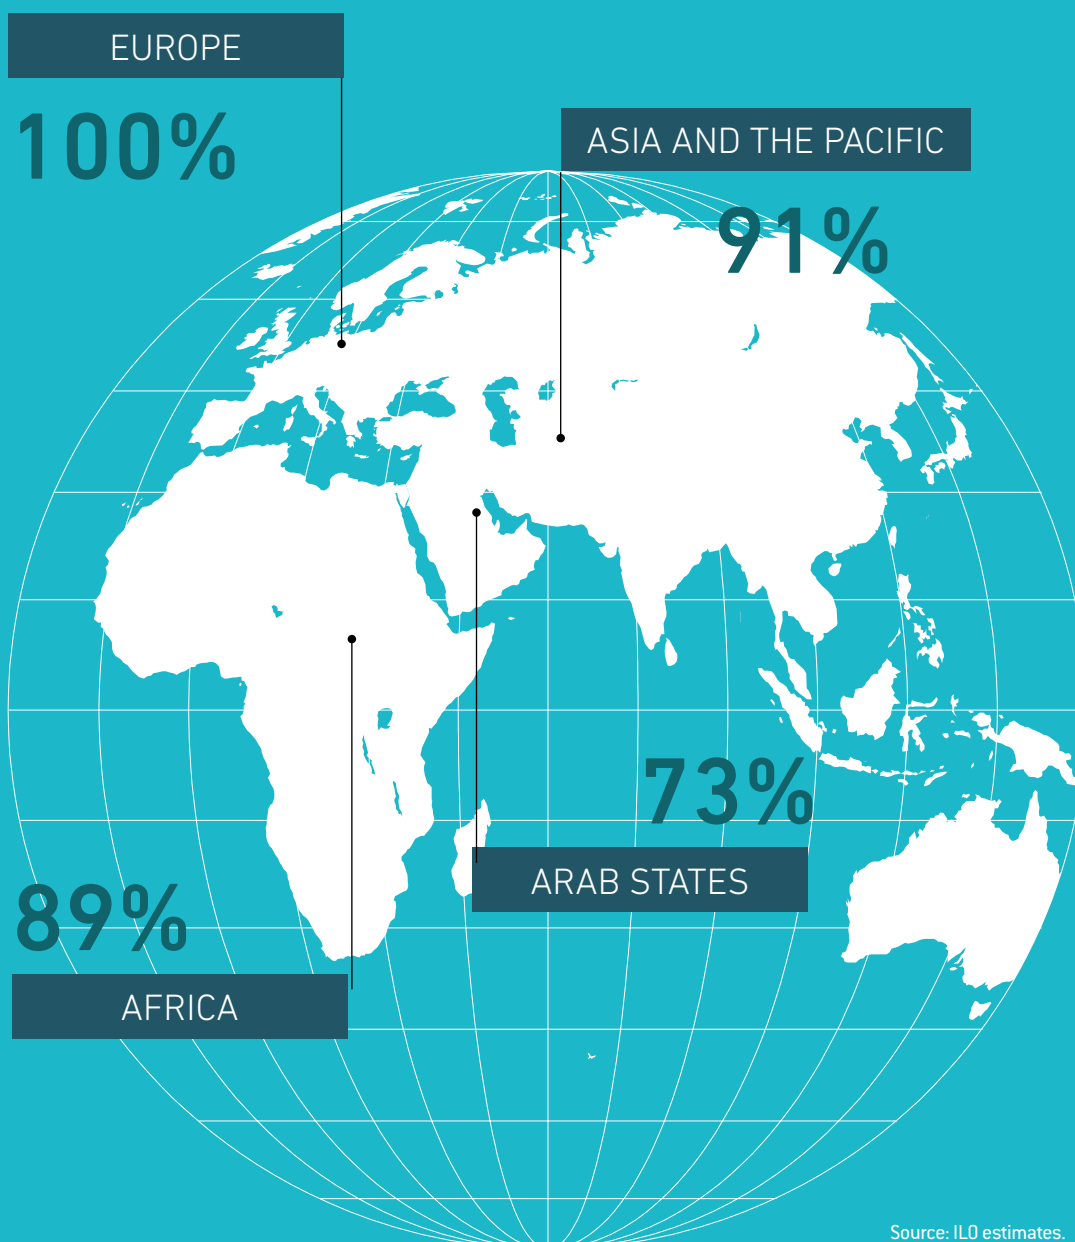 EUROPE
100%
ASIA AND THE PACIFIC
91%
73%
ARAB STATES
89%
AFRICA
Source: ILO estimates.